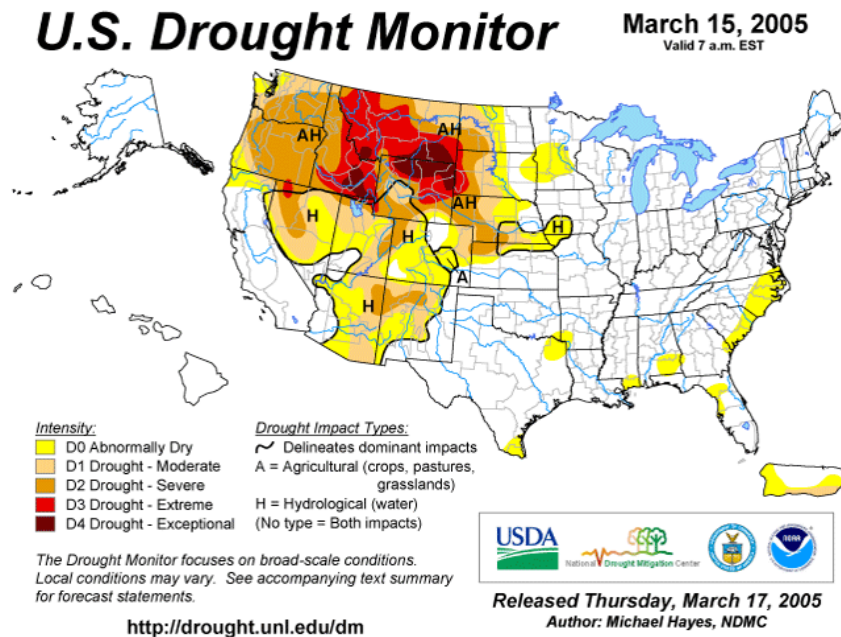 U.S. Drought Monitor
March 15, 2005
Valid 7 a.m. EST
AH
AH
AH
H
H
H
H
A
Intensity:
D0 Abnormally Dry
D1 Drought - Moderate
D2 Drought - Severe
D3 Drought - Extreme
D4 Drought - Exceptional
Drought Impact Types:
Delineates dominant impacts
A = Agricultural (crops, pastures,
grasslands)
H = Hydrological (water)
(No type = Both impacts)
The Drought Monitor focuses on broad-scale conditions.
Local conditions may vary. See accompanying text summary
for forecast statements.
http://drought.unl.edu/dm
USDA
National Drought Mitigation Center
NOAA
Released Thursday, March 17, 2005
Author: Michael Hayes, NDMC